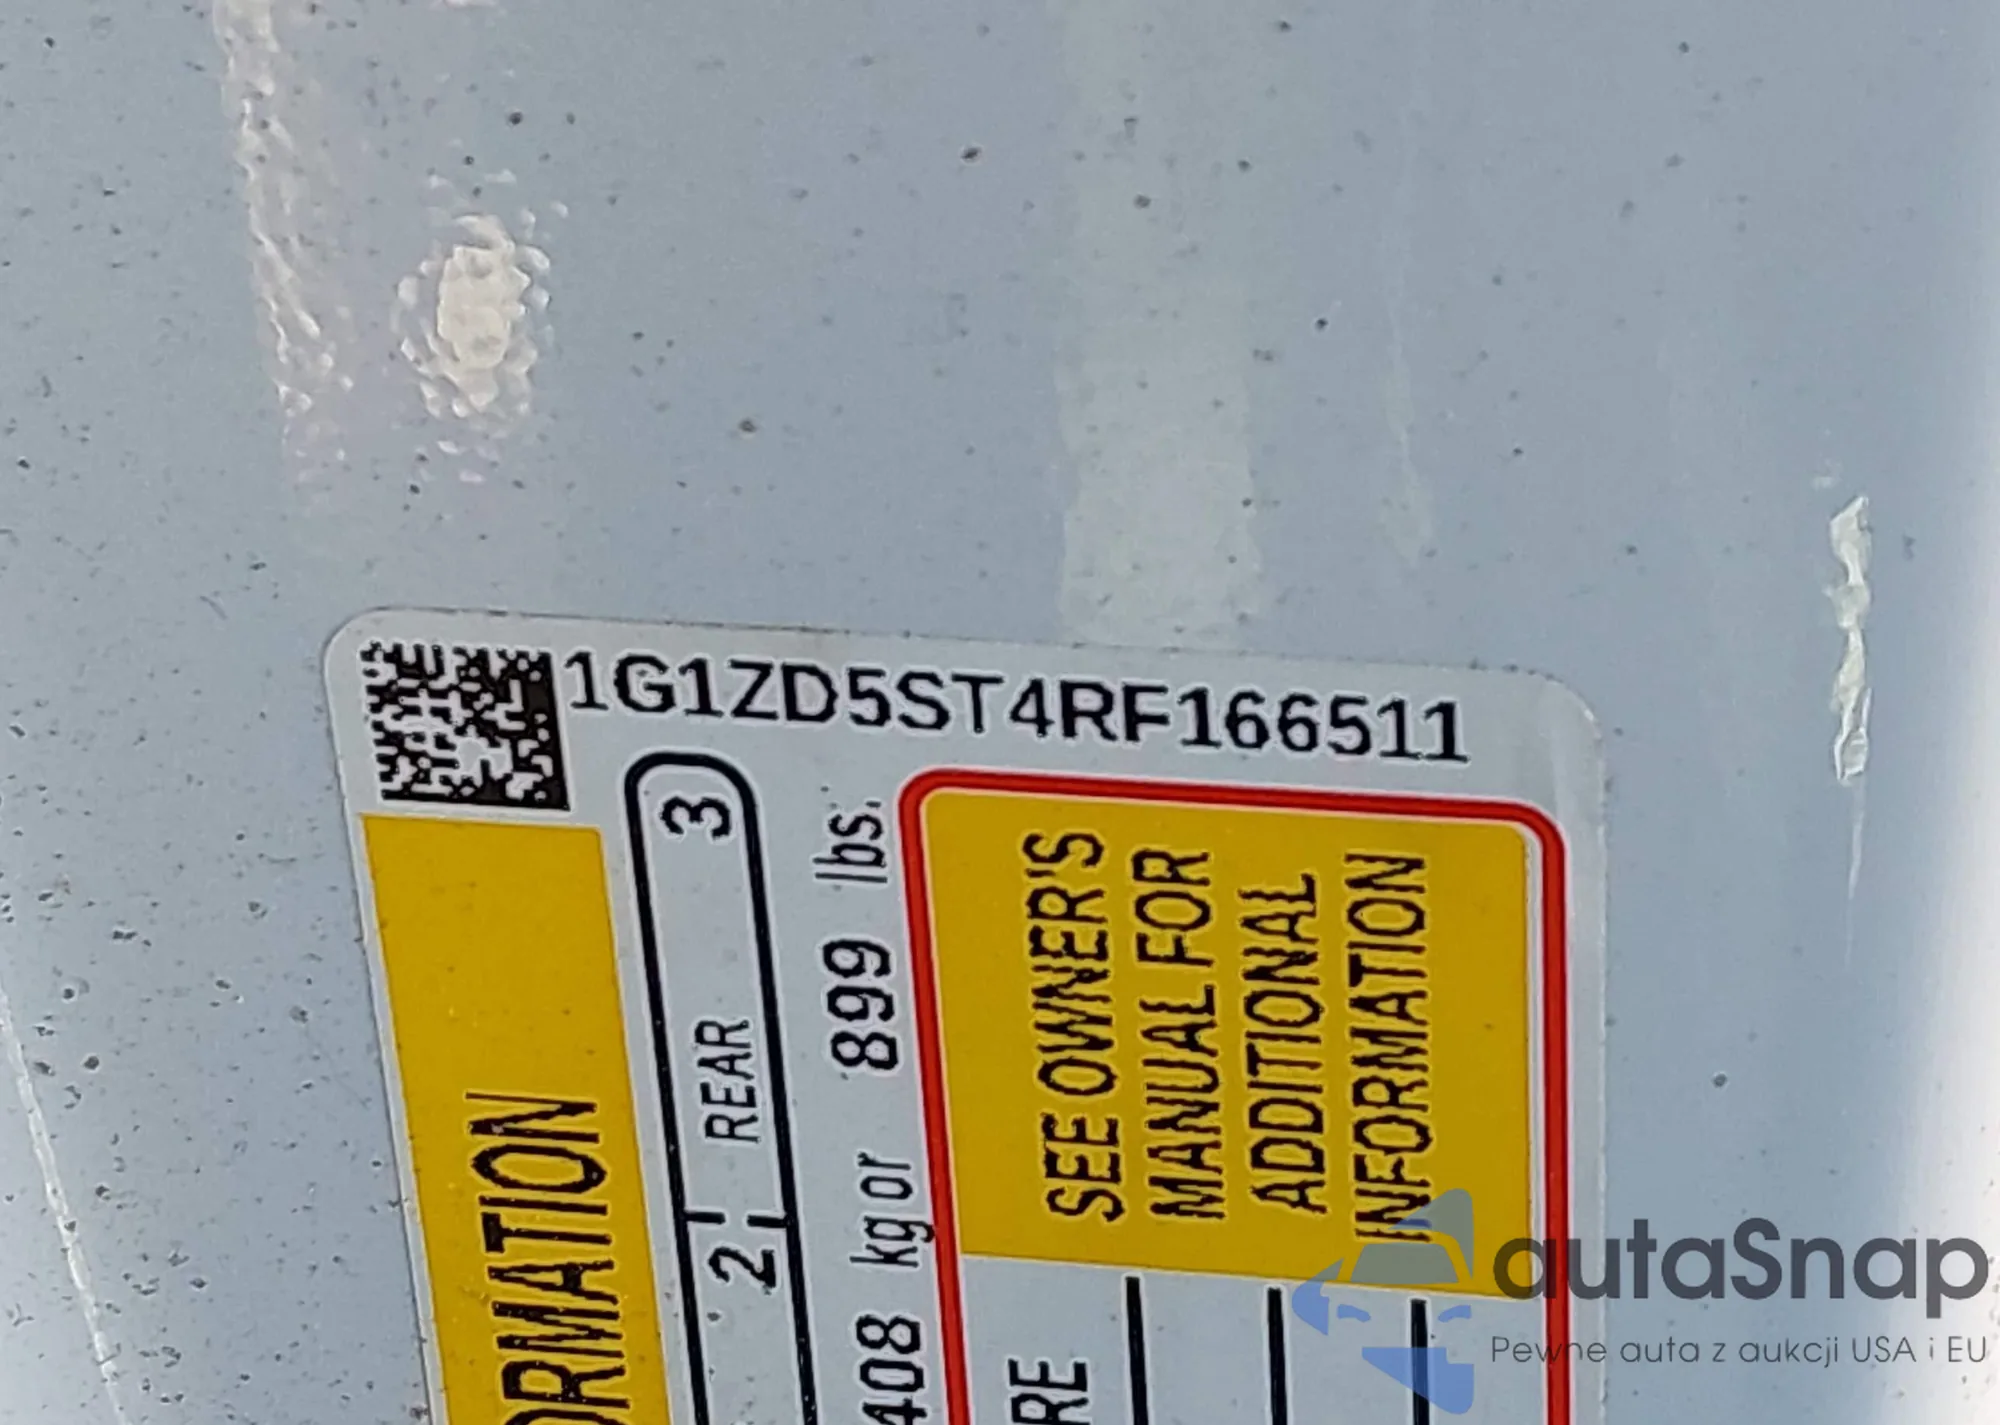 1G1ZD5ST4RF166511
ORMATION
2 REAR 3
408 kg or 899 lbs.
SEE OWNER'S
MANUAL FOR
ADDITIONAL
INFORMATION
RE
autaSnap
Pewne auta z aukcji USA i EU